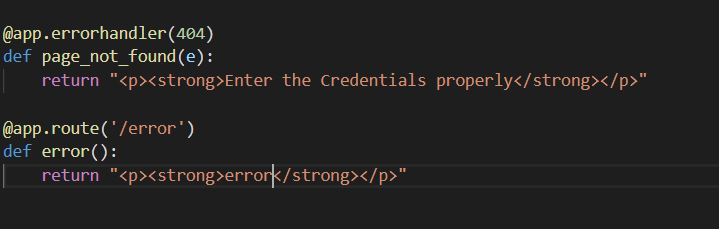 @app.errorhandler(404)
def page_not_found(e):
    return "<p><strong>Enter the Credentials properly</strong></p>"
@app.route('/error')
def error():
    return "<p><strong>error</strong></p>"